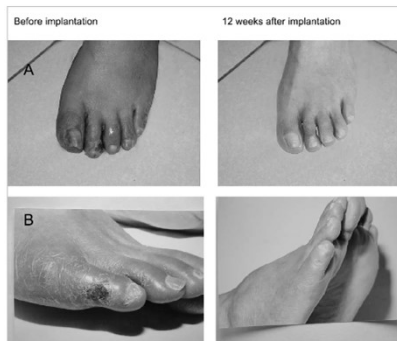 Before implantation
12 weeks after implantation
A
B